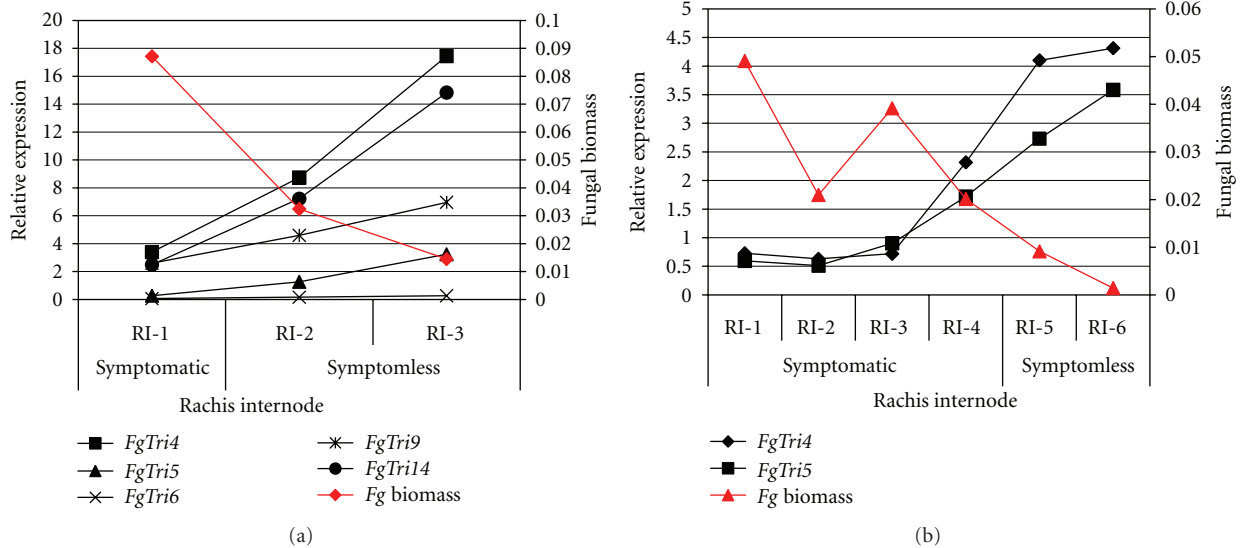 20
18
16
14
12
10
8
6
4
2
0
Relative expression
0.1
0.09
0.08
0.07
0.06
0.05
0.04
0.03
0.02
0.01
0
Fungal biomass
RI-1 RI-2 RI-3
Symptomatic Symptomless
Rachis internode
FgTri4
FgTri5
FgTri6
FgTri9
FgTri14
Fg biomass
(a)
5
4.5
4
3.5
3
2.5
2
1.5
1
0.5
0
Relative expression
0.06
0.05
0.04
0.03
0.02
0.01
0
Fungal biomass
RI-1 RI-2 RI-3 RI-4 RI-5 RI-6
Symptomatic Symptomless
Rachis internode
FgTri4
FgTri5
Fg biomass
(b)